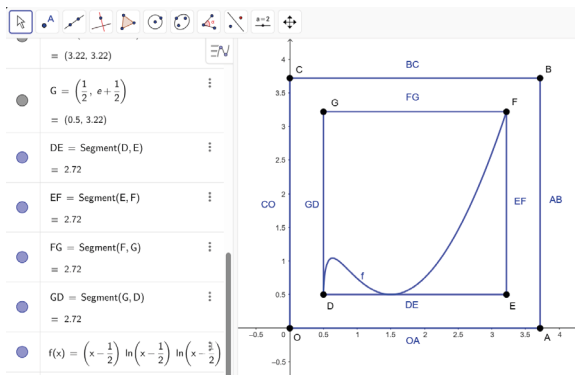 A
a=2
= (3.22, 3.22)
G = (1/2, e + 1/2)
= (0.5, 3.22)
DE = Segment(D, E)
= 2.72
EF = Segment(E, F)
= 2.72
FG = Segment(F, G)
= 2.72
GD = Segment(G, D)
= 2.72
f(x) = (x − 1/2) ln(x − 1/2) ln(x − 1/2)
4
C
BC
B
3.5
G
FG
F
3
2.5
2
CO
GD
EF
AB
1.5
1
f
0.5
D
DE
E
−0.5
O
0.5
1
1.5
2
2.5
3
3.5
A
4
OA
−0.5